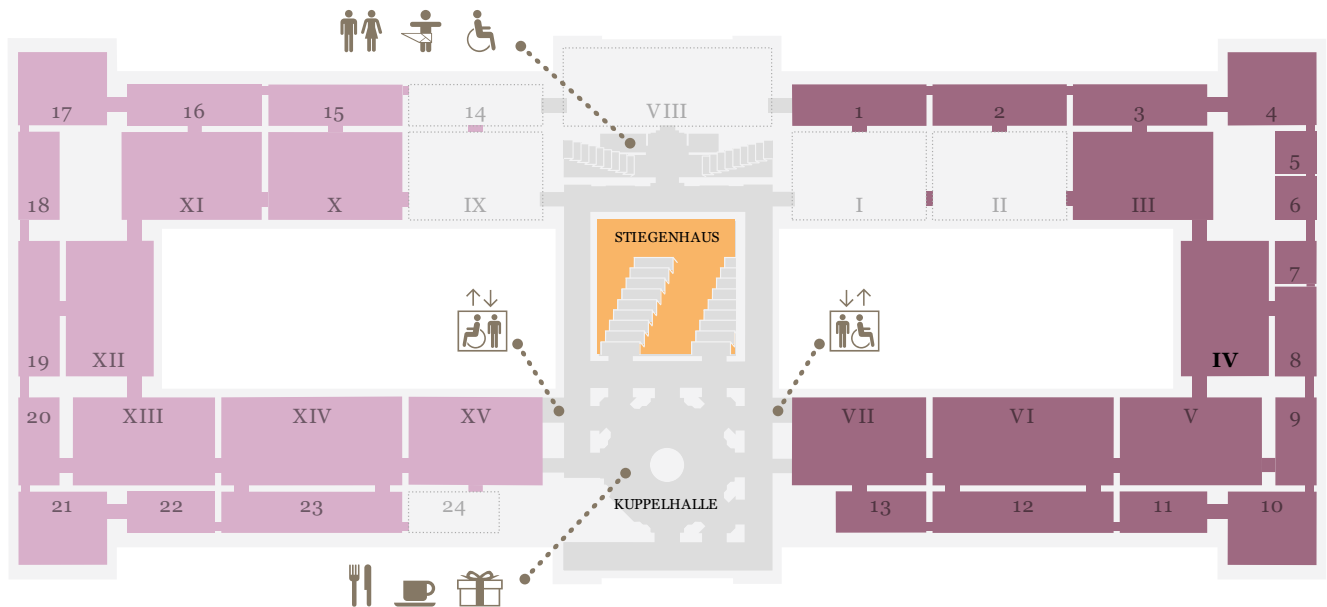 17 16 15 14 VIII 1 2 3 4
5
18 XI X IX I II III 6
STIEGENHAUS
7
19 XII IV 8
20 XIII XIV XV VII VI V 9
KUPPELHALLE
21 22 23 24 13 12 11 10